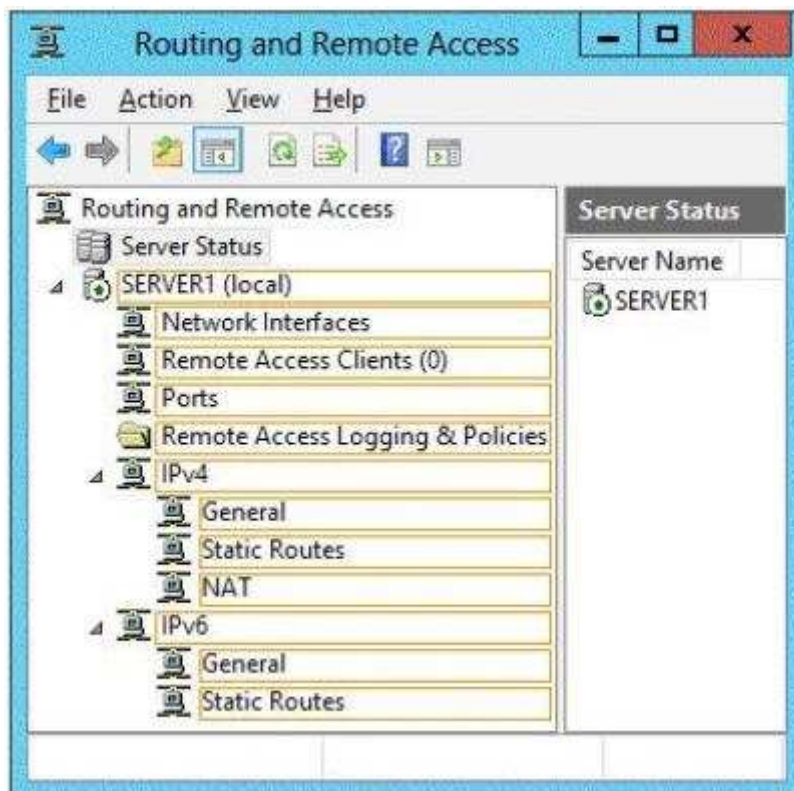 Routing and Remote Access
File Action View Help
Routing and Remote Access
Server Status
SERVER1 (local)
Network Interfaces
Remote Access Clients (0)
Ports
Remote Access Logging & Policies
IPv4
General
Static Routes
NAT
IPv6
General
Static Routes
Server Status
Server Name
SERVER1